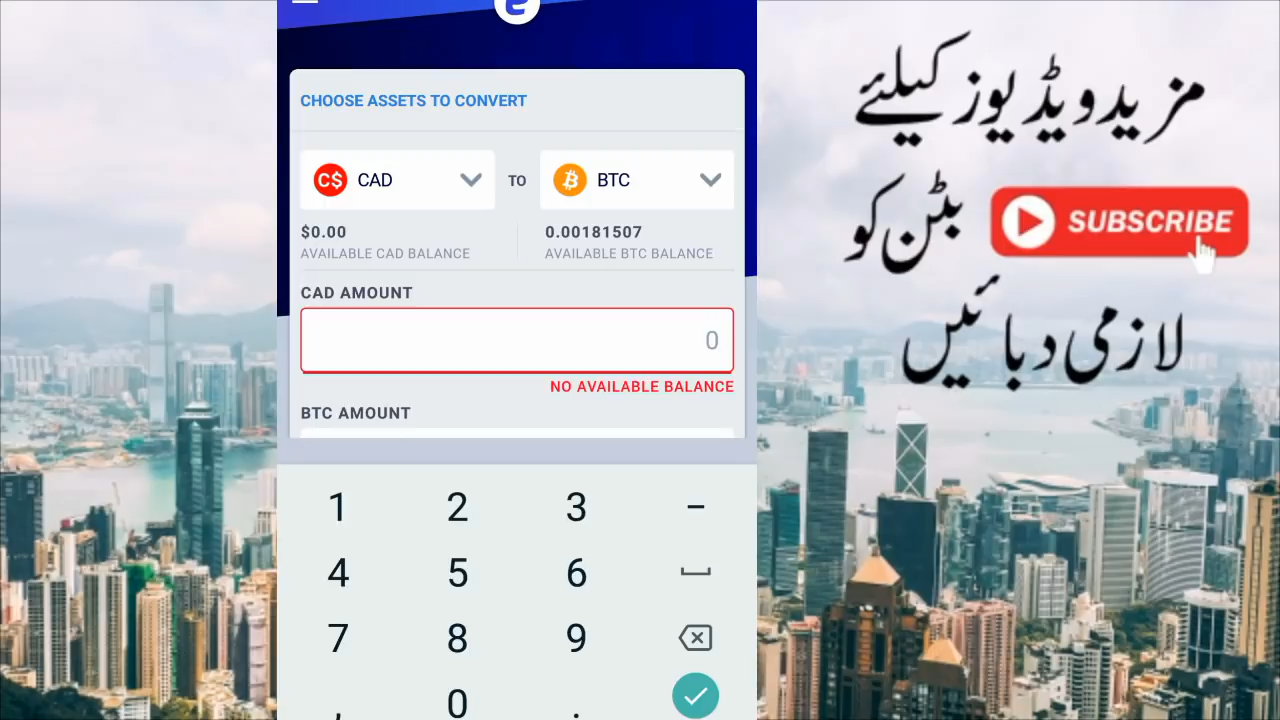 CHOOSE ASSETS TO CONVERT
C$ CAD TO BTC
$0.00 0.00181507
AVAILABLE CAD BALANCE AVAILABLE BTC BALANCE
CAD AMOUNT
0
NO AVAILABLE BALANCE
BTC AMOUNT
1 2 3 -
4 5 6
7 8 9
, 0 .
مزید ویڈیوز کیلئے
بٹن کو SUBSCRIBE
لازمی دبائیں